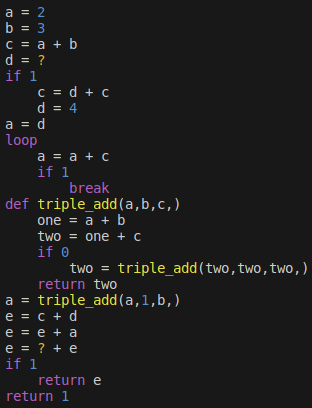 a = 2
b = 3
c = a + b
d = ?
if 1
    c = d + c
    d = 4
a = d
loop
    a = a + c
    if 1
        break
def triple_add(a,b,c,)
    one = a + b
    two = one + c
    if 0
        two = triple_add(two,two,two,)
    return two
a = triple_add(a,1,b,)
e = c + d
e = e + a
e = ? + e
if 1
    return e
return 1